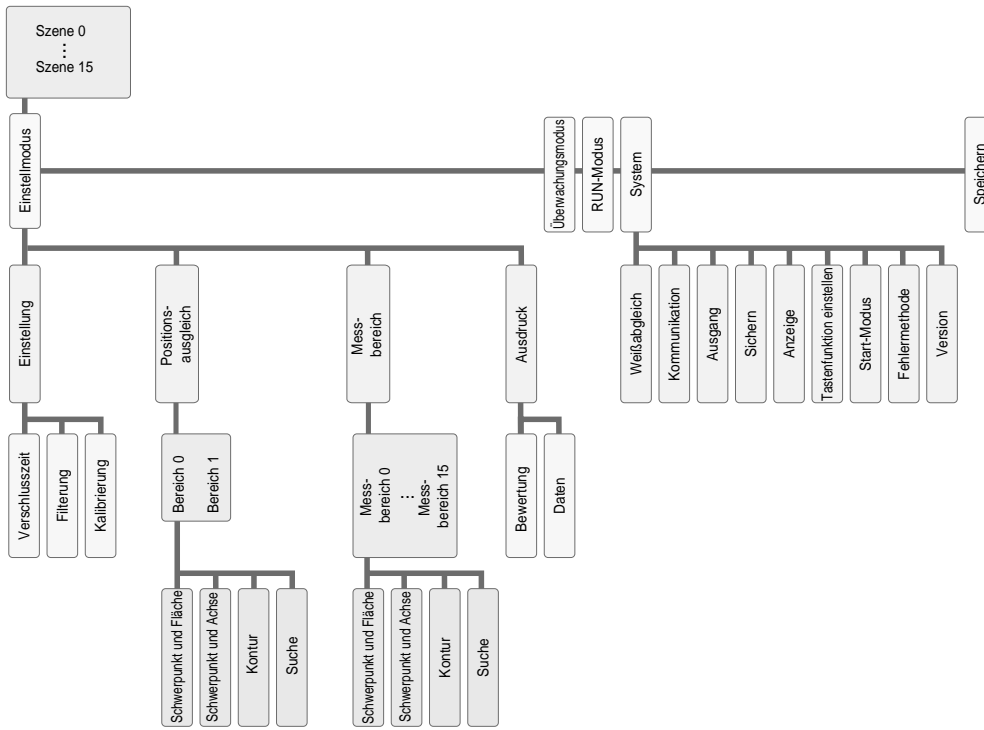 Szene 0
⋮
Szene 15
Einstellmodus
Überwachungsmodus
RUN-Modus
System
Speichern
Einstellung
Positions-
ausgleich
Mess-
bereich
Ausdruck
Weißabgleich
Kommunikation
Ausgang
Sichern
Anzeige
Tastenfunktion einstellen
Start-Modus
Fehlermethode
Version
Verschlusszeit
Filterung
Kalibrierung
Bereich 0
Bereich 1
Mess-
bereich 0
⋮
Mess-
bereich 15
Bewertung
Daten
Schwerpunkt und Fläche
Schwerpunkt und Achse
Kontur
Suche
Schwerpunkt und Fläche
Schwerpunkt und Achse
Kontur
Suche